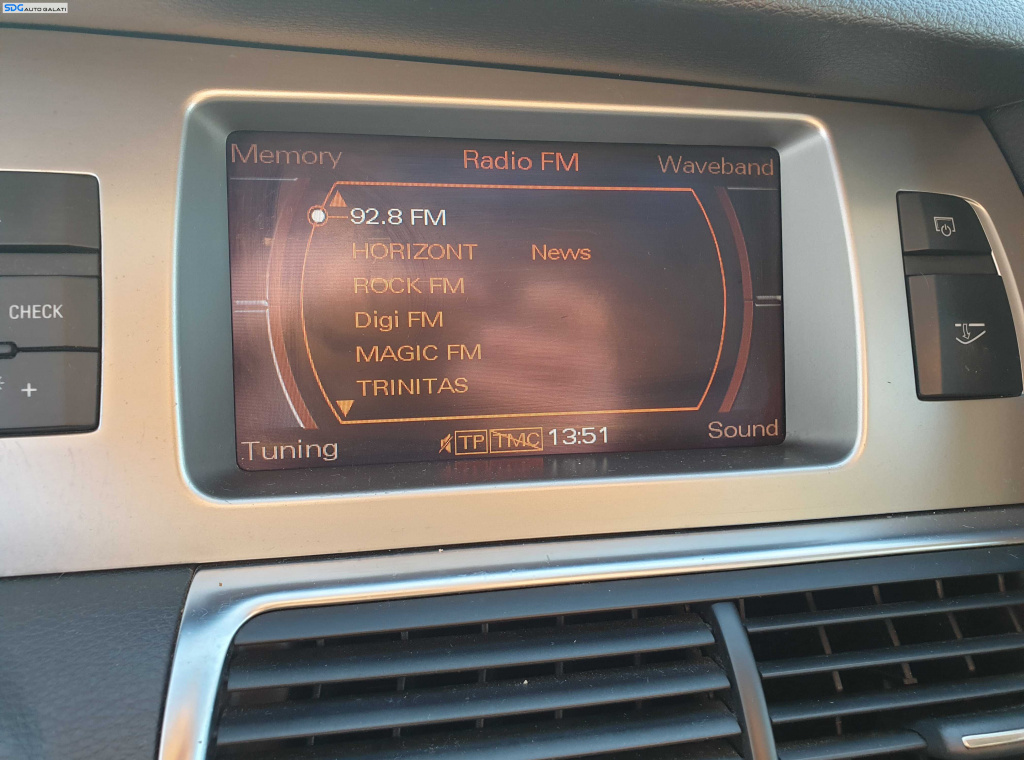 SDG AUTO GALATI
Memory Radio FM Waveband
92.8 FM
HORIZONT News
ROCK FM
CHECK
Digi FM
MAGIC FM
TRINITAS
+
Tuning TP TMC 13:51 Sound